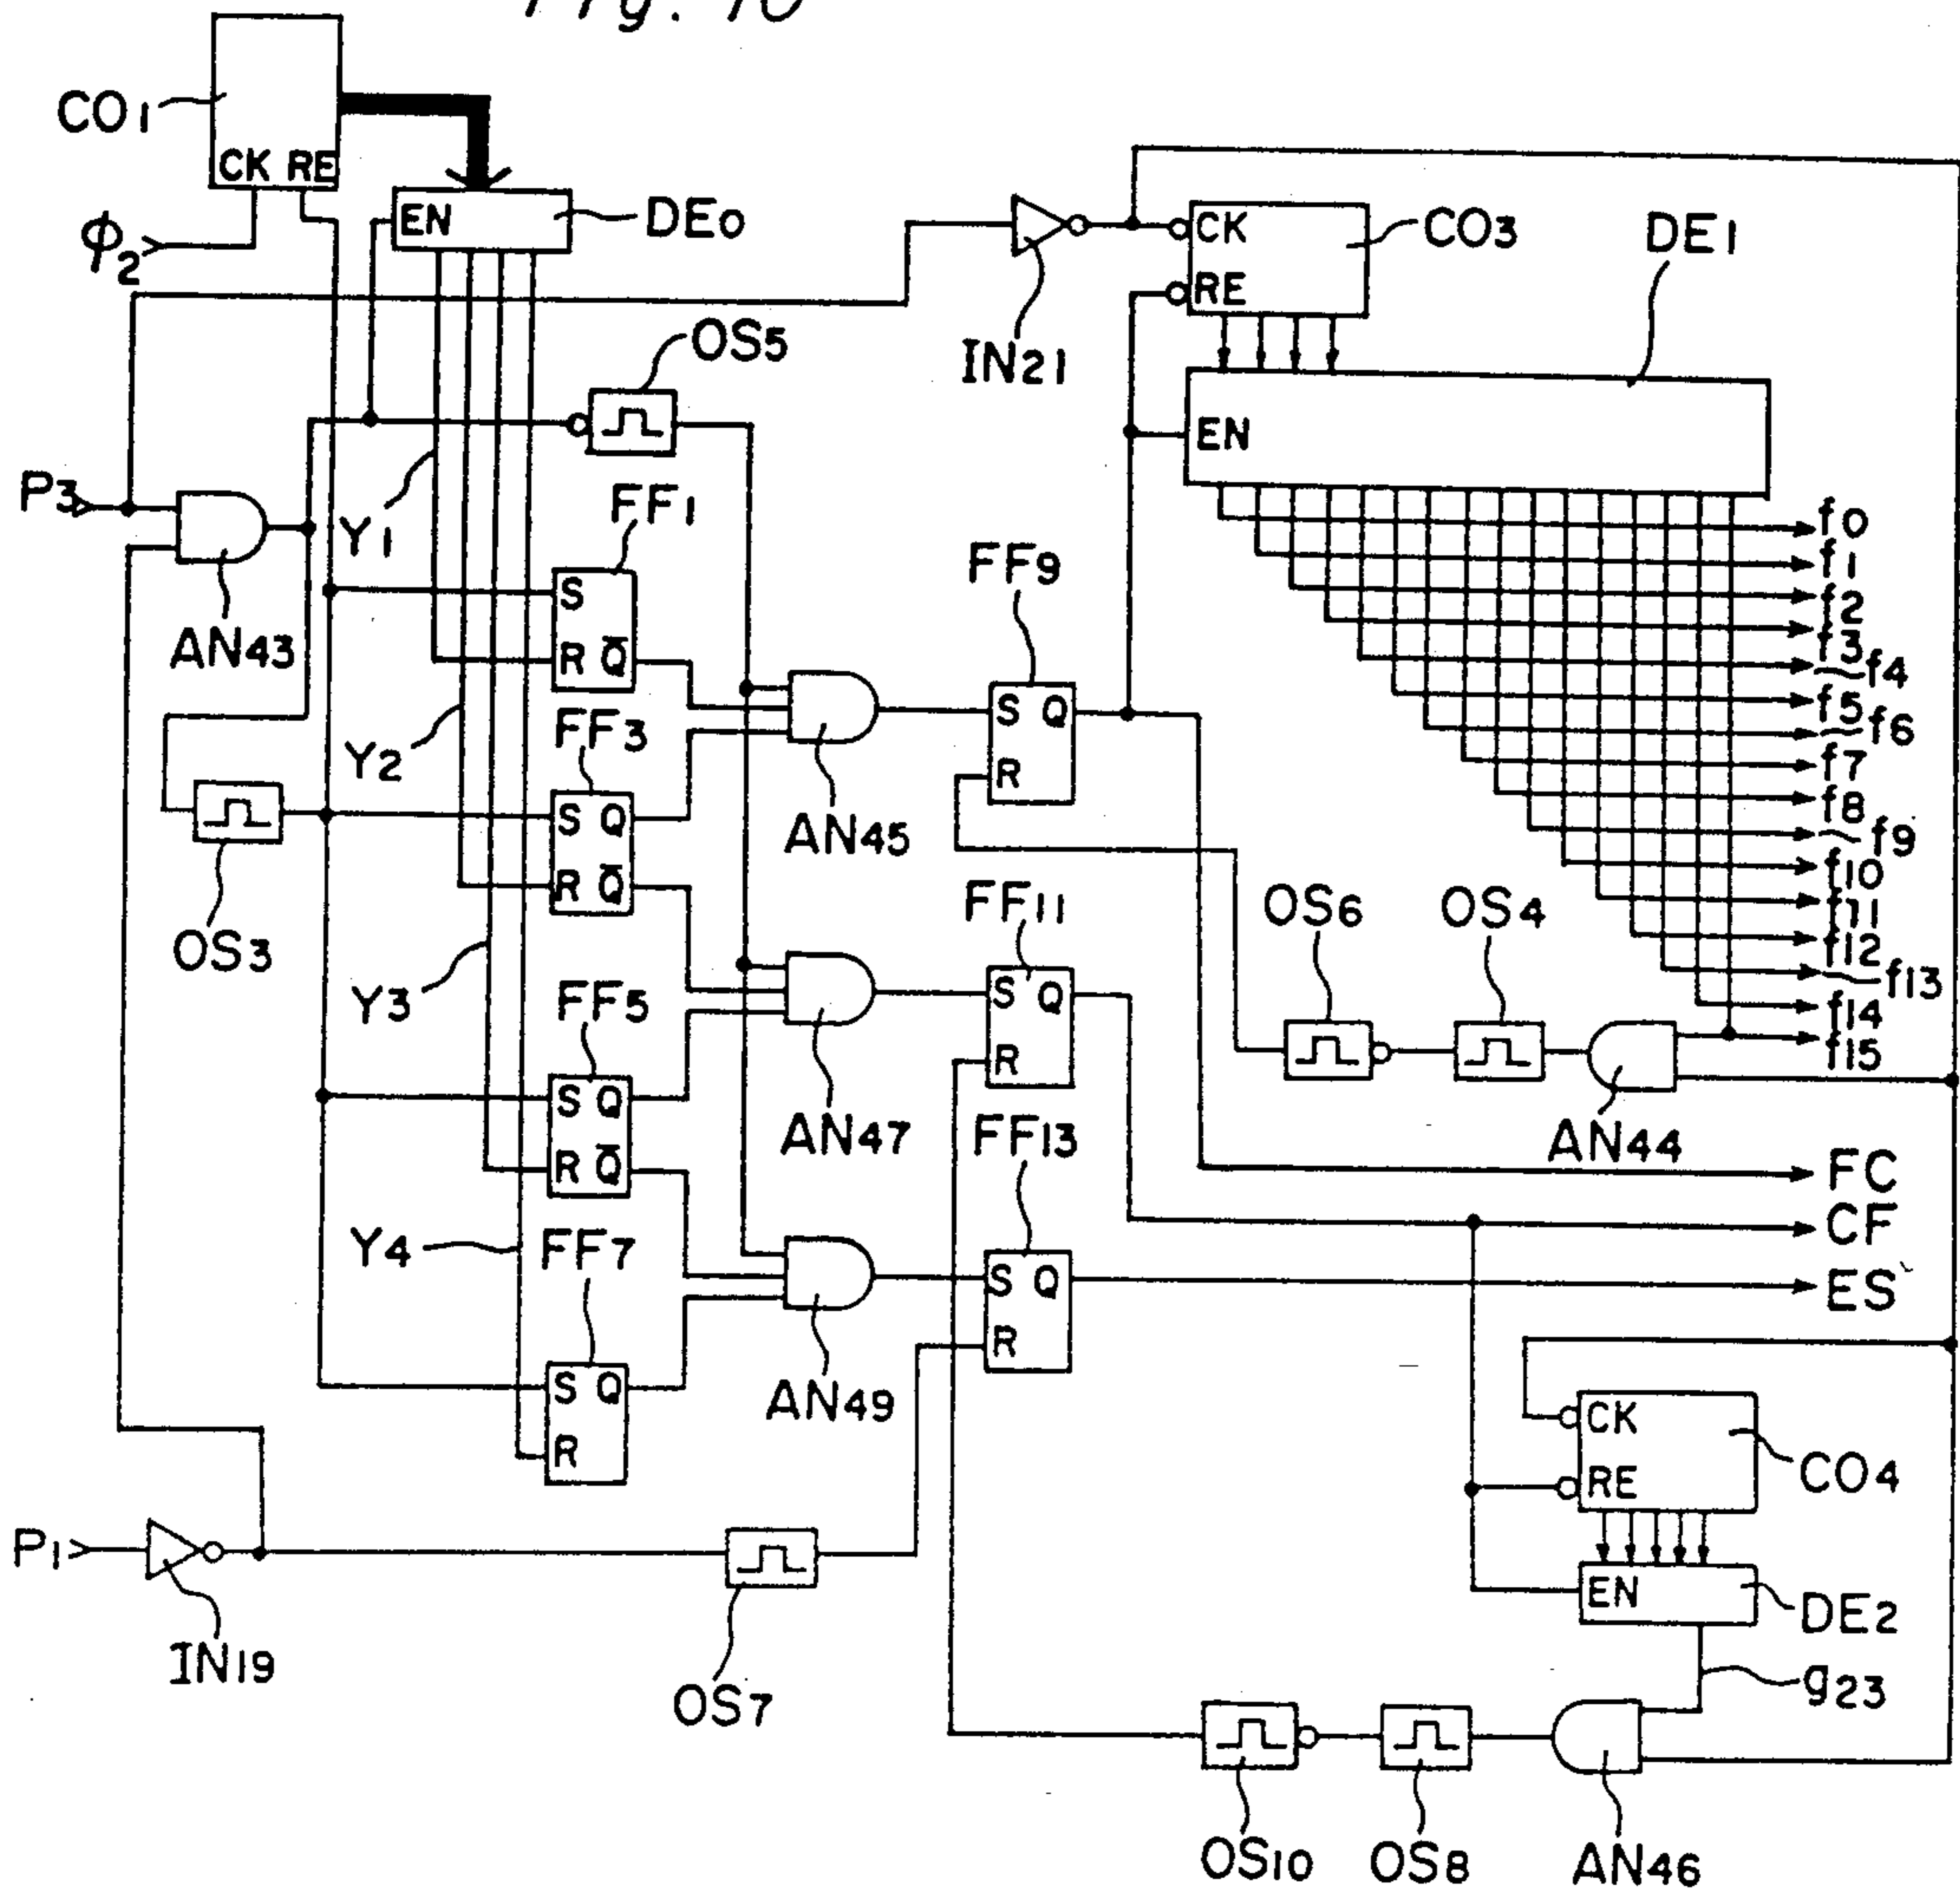 Fig. 10
CO1
CK RE
φ2
EN
DE0
P3
AN43
Y1
OS5
IN21
CK
RE
CO3
DE1
EN
f0
f1
f2
f3
f4
f5
f6
f7
f8
f9
f10
f11
f12
f13
f14
f15
FF1
S
R Q̅
Y2
FF3
S Q
R Q̅
OS3
AN45
FF9
S Q
R
Y3
FF5
S Q
R Q̅
AN47
FF11
S Q
R
OS6
OS4
AN44
FC
CF
ES
Y4
FF7
S Q
R
AN49
FF13
S Q
R
CK
RE
CO4
EN
DE2
g23
P1
IN19
OS7
OS10
OS8
AN46